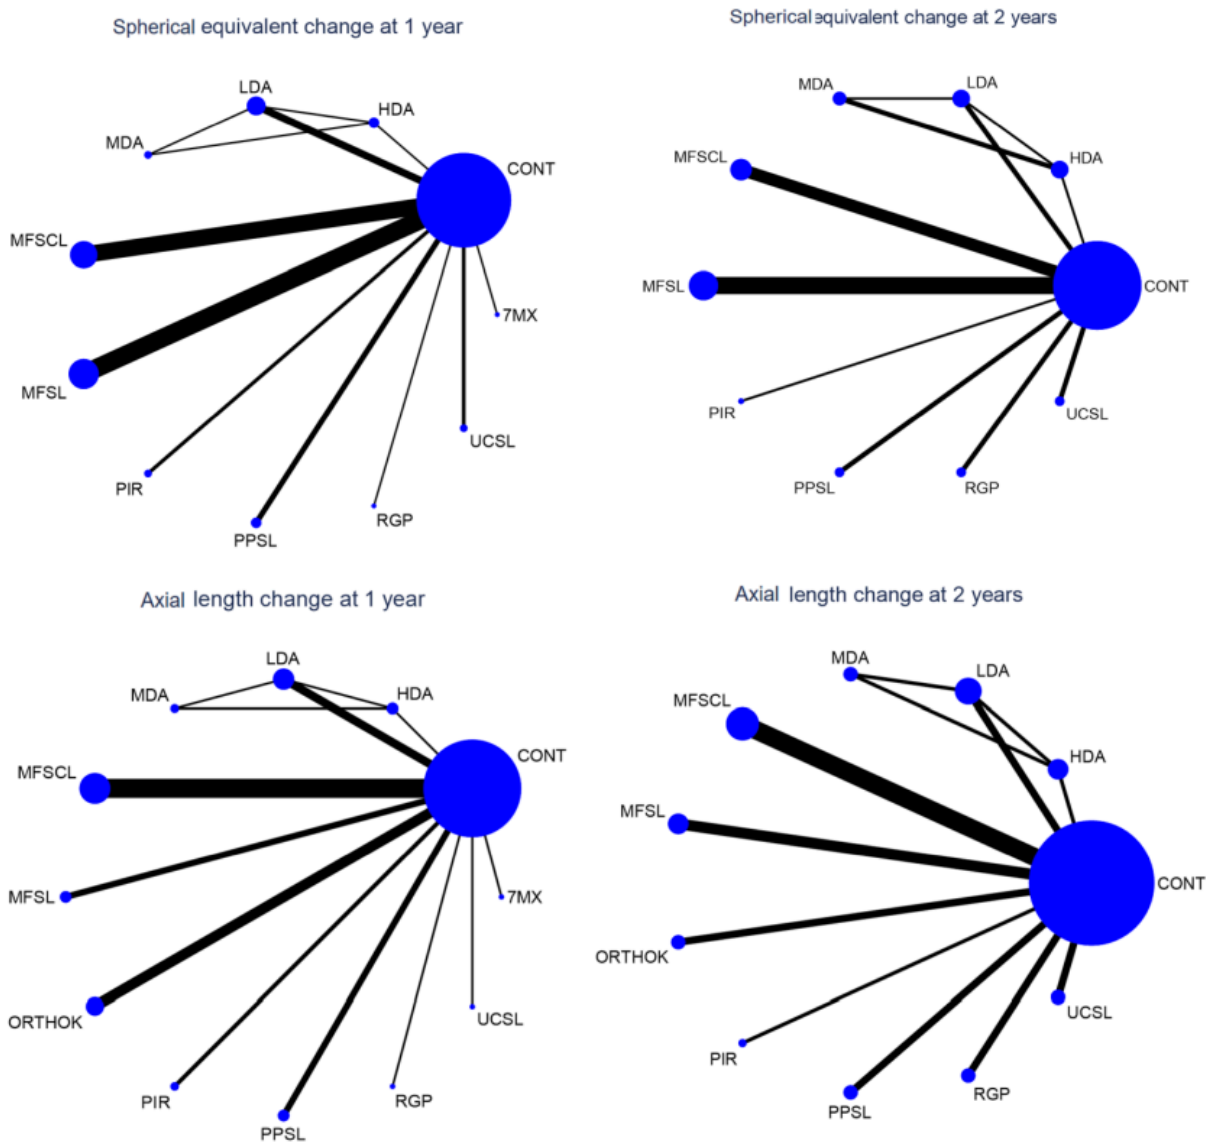 Spherical equivalent change at 1 year
LDA
HDA
MDA
CONT
MFSCL
7MX
MFSL
UCSL
PIR
RGP
PPSL
Spherical equivalent change at 2 years
MDA
LDA
MFSCL
HDA
MFSL
CONT
PIR
UCSL
PPSL
RGP
Axial length change at 1 year
LDA
MDA
HDA
CONT
MFSCL
MFSL
7MX
ORTHOK
UCSL
PIR
RGP
PPSL
Axial length change at 2 years
MDA
LDA
MFSCL
HDA
MFSL
CONT
ORTHOK
UCSL
PIR
RGP
PPSL